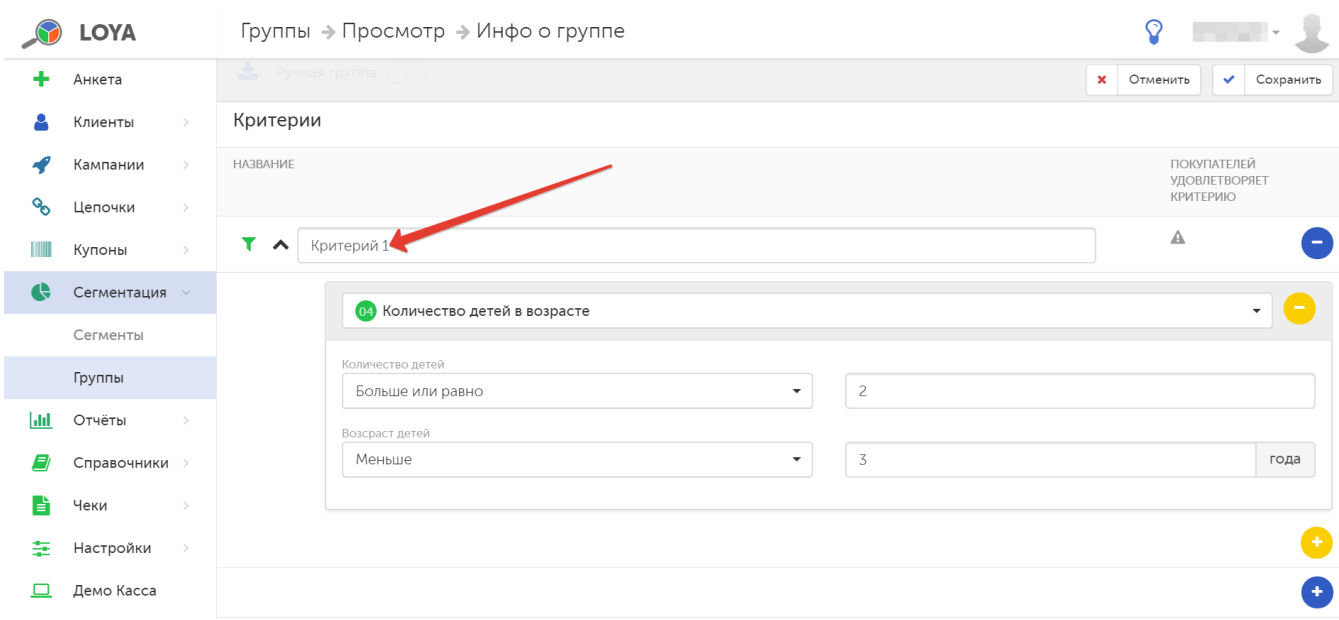 LOYA
Группы → Просмотр → Инфо о группе
Анкета
Клиенты
Кампании
Цепочки
Купоны
Сегментация
Сегменты
Группы
Отчёты
Справочники
Чеки
Настройки
Демо Касса
Ручная группа
Отменить
Сохранить
Критерии
НАЗВАНИЕ
ПОКУПАТЕЛЕЙ
УДОВЛЕТВОРЯЕТ
КРИТЕРИЮ
Критерий 1
04 Количество детей в возрасте
Количество детей
Больше или равно
2
Возсраст детей
Меньше
3
года